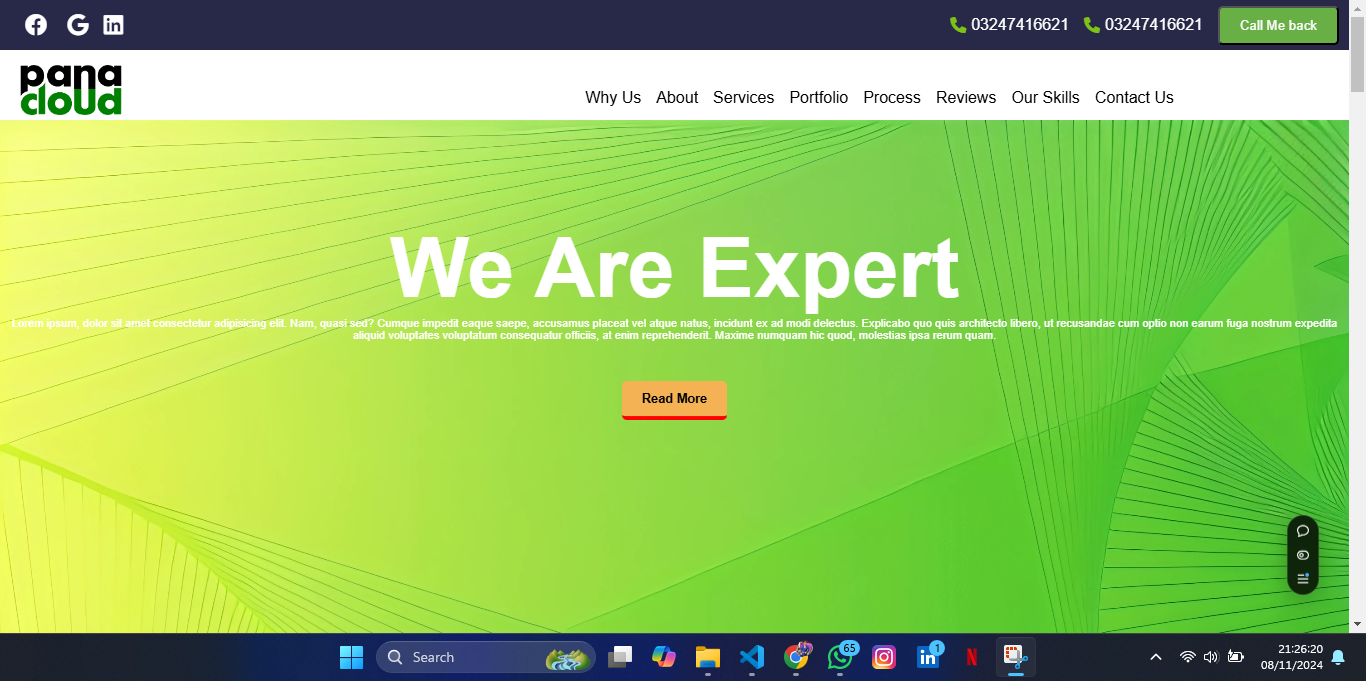 03247416621 03247416621 Call Me back
pana
cloud
Why Us About Services Portfolio Process Reviews Our Skills Contact Us
We Are Expert
Lorem ipsum, dolor sit amet consectetur adipisicing elit. Nam, quasi sed? Cumque impedit eaque saepe, accusamus placeat vel atque natus, incidunt ex ad modi delectus. Explicabo quo quis architecto libero, ut recusandae cum optio non earum fuga nostrum expedita
aliquid voluptates voluptatum consequatur officiis, at enim reprehenderit. Maxime numquam hic quod, molestias ipsa rerum quam.
Read More
Search 65 1 21:26:20
08/11/2024